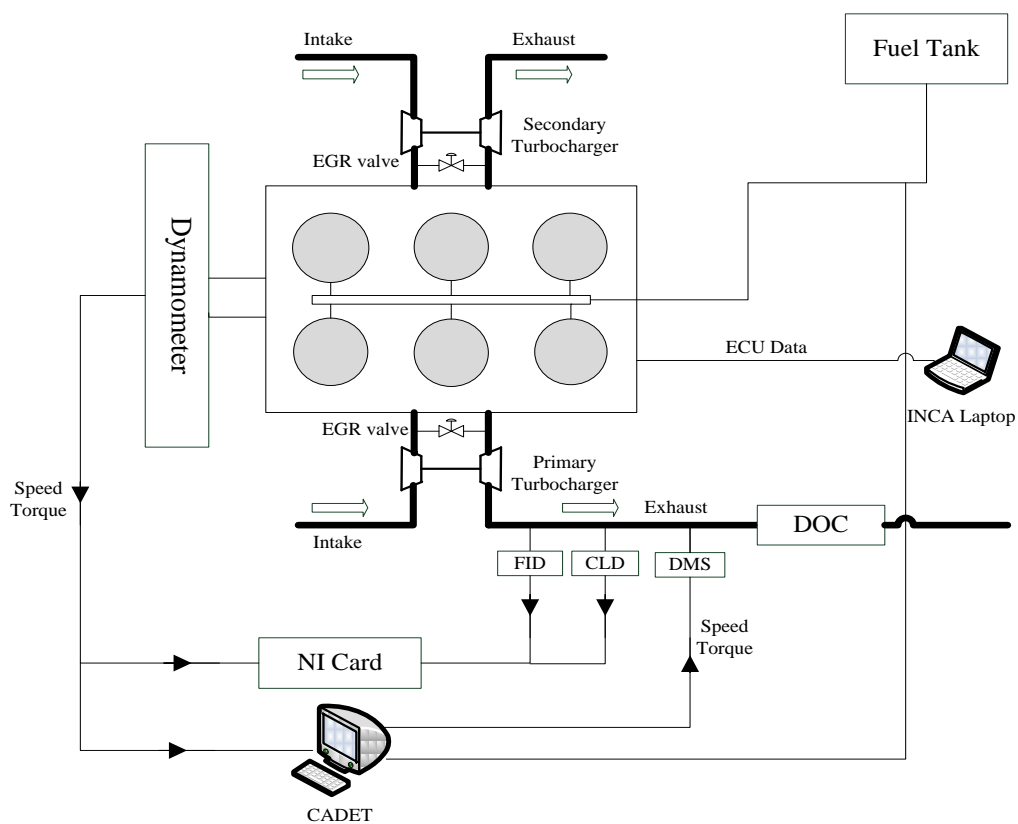 Intake
Exhaust
Fuel Tank
Secondary
Turbocharger
EGR valve
Dynamometer
ECU Data
INCA Laptop
EGR valve
Primary
Turbocharger
Speed
Torque
Intake
Exhaust
DOC
FID
CLD
DMS
Speed
Torque
NI Card
CADET